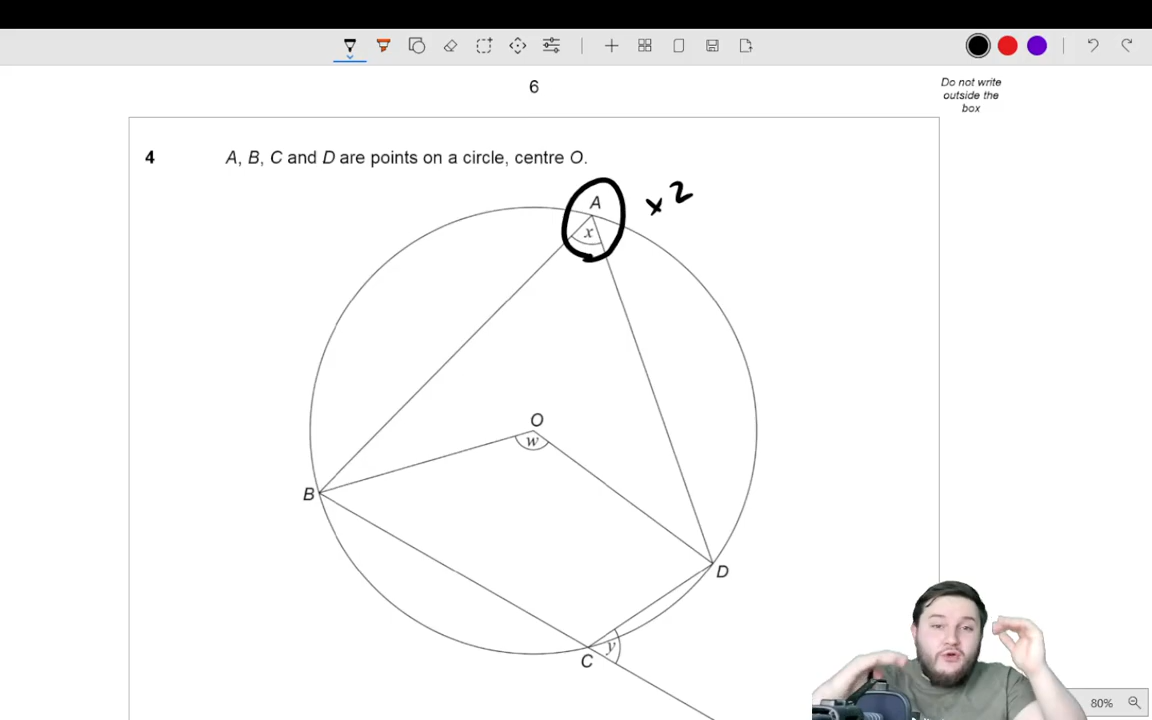 6
Do not write
outside the
box
4 A, B, C and D are points on a circle, centre O.
A
x 2
x
O
w
B
D
y
C
80%